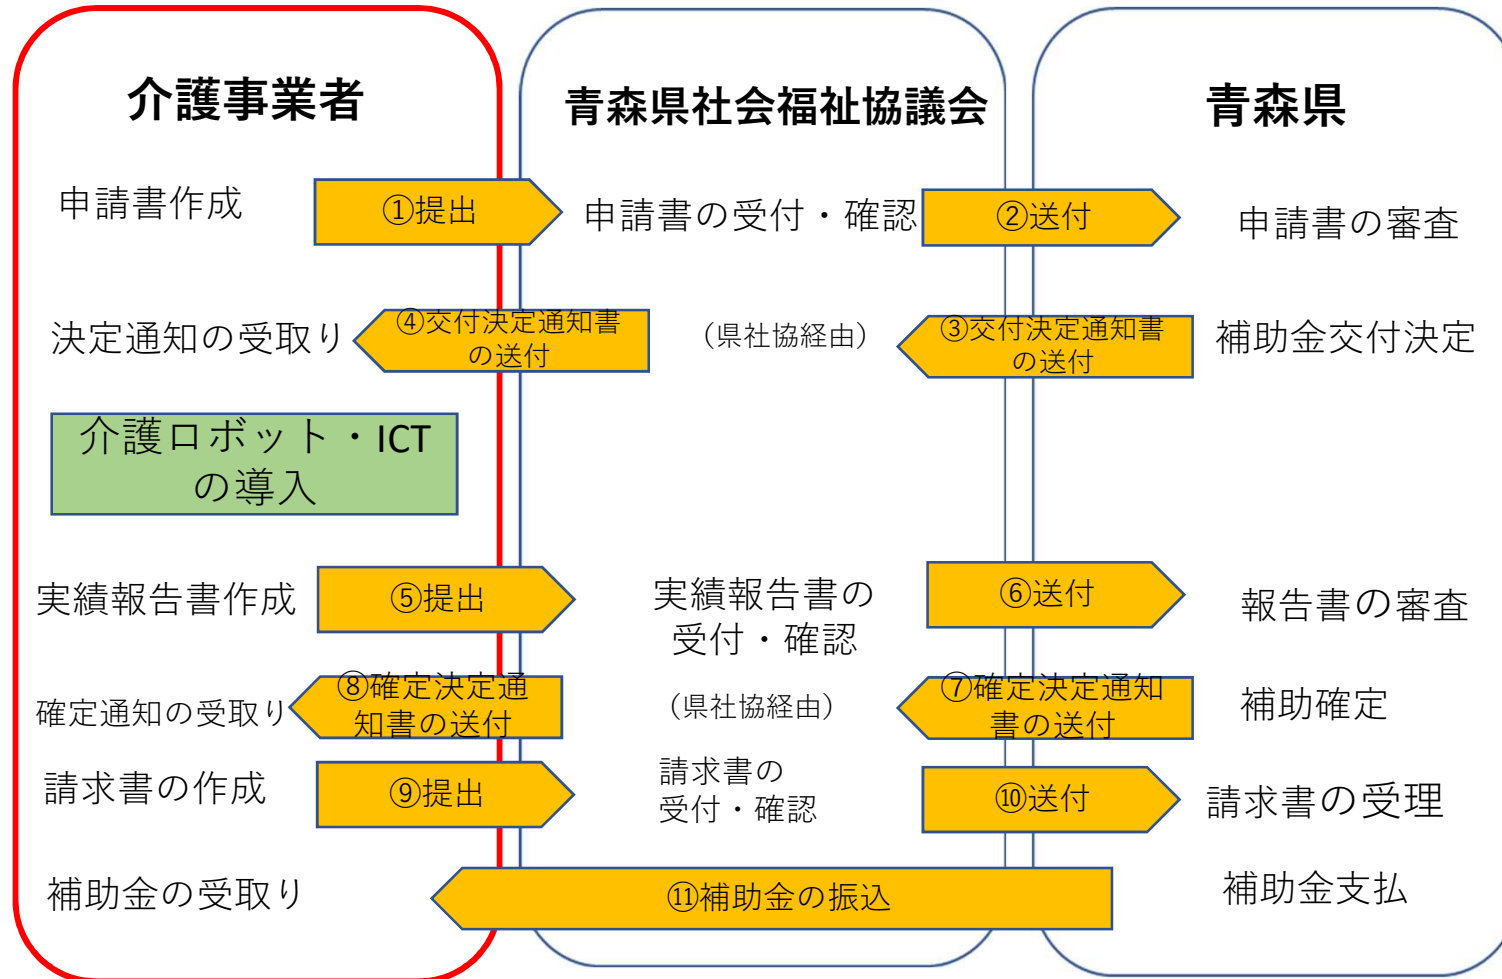 介護事業者
青森県社会福祉協議会
青森県
申請書作成
①提出
申請書の受付・確認
②送付
申請書の審査
決定通知の受取り
④交付決定通知書
の送付
（県社協経由）
③交付決定通知書
の送付
補助金交付決定
介護ロボット・ICT
の導入
実績報告書作成
⑤提出
実績報告書の
受付・確認
⑥送付
報告書の審査
確定通知の受取り
⑧確定決定通
知書の送付
（県社協経由）
⑦確定決定通知
書の送付
補助確定
請求書の作成
⑨提出
請求書の
受付・確認
⑩送付
請求書の受理
補助金の受取り
⑪補助金の振込
補助金支払